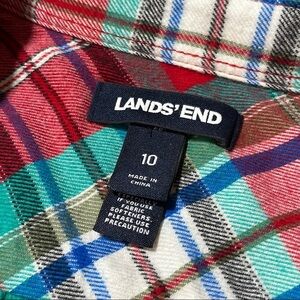 LANDS' END
10
MADE IN
CHINA
IF YOU USE
FABRIC
SOFTENERS,
PLEASE USE
PRECAUTION